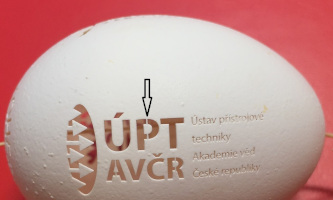 ÚPT
AVČR
Ústav přístrojové
techniky
Akademie věd
České republiky